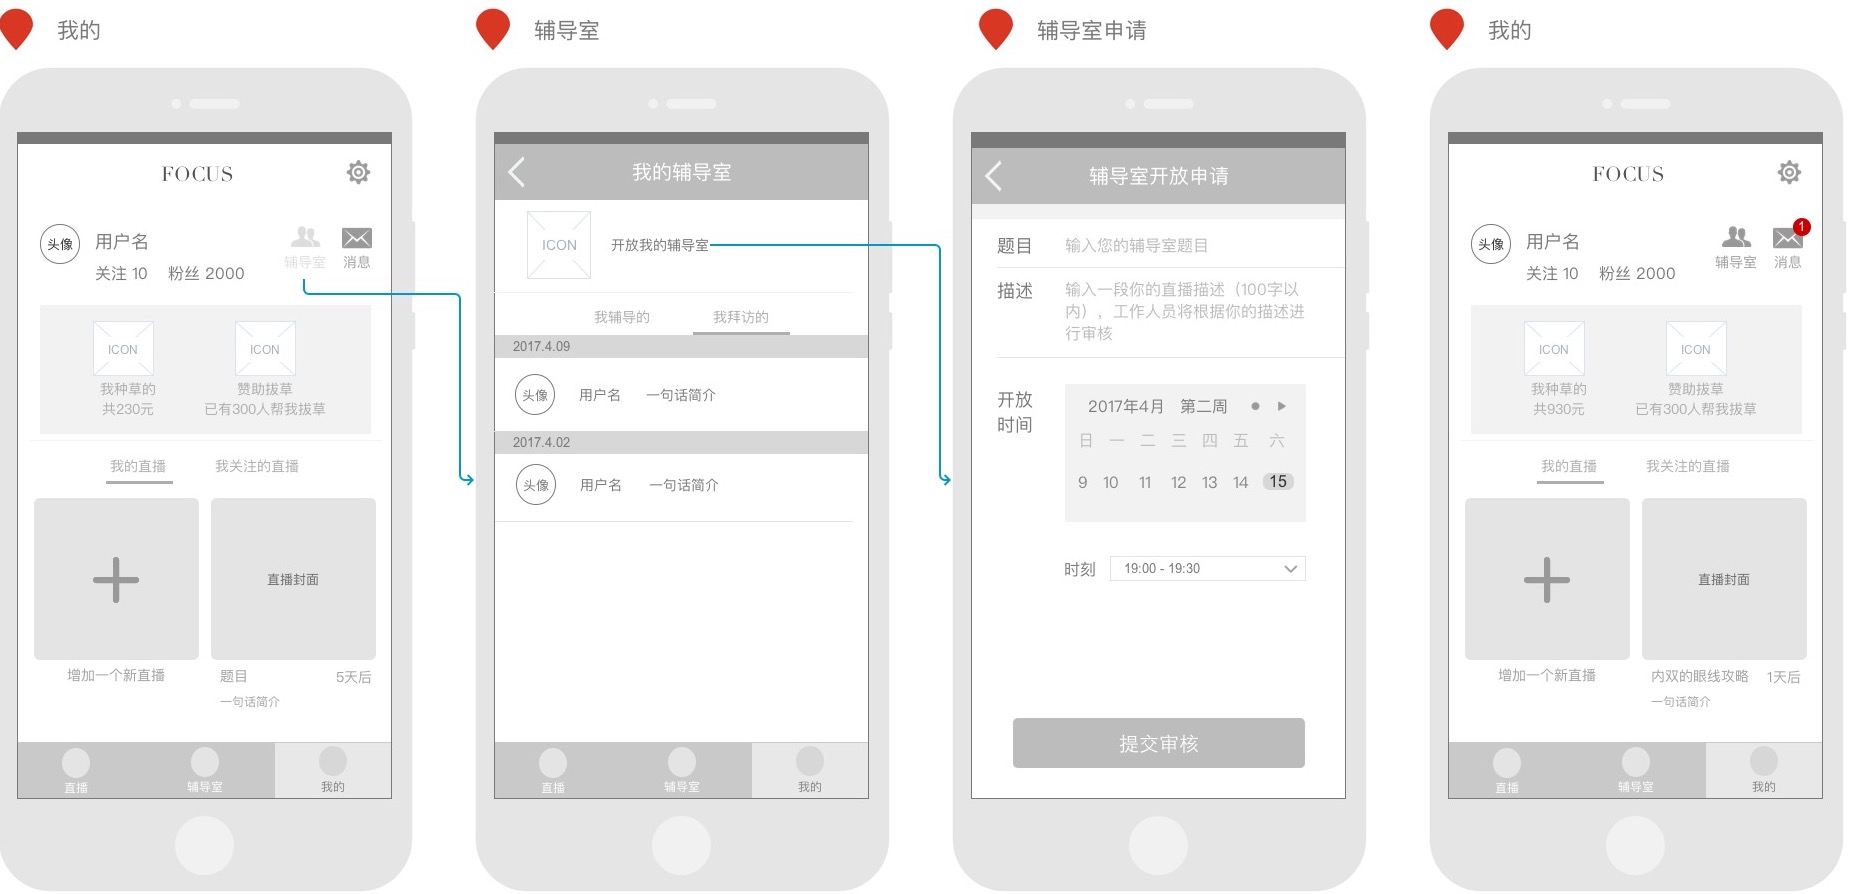 我的
FOCUS
头像
用户名
辅导室
消息
关注 10
粉丝 2000
ICON
ICON
我种草的
共230元
赞助拔草
已有300人帮我拔草
我的直播
我关注的直播
直播封面
增加一个新直播
题目
5天后
一句话简介
直播
辅导室
我的
辅导室
我的辅导室
ICON
开放我的辅导室
我辅导的
我拜访的
2017.4.09
头像
用户名
一句话简介
2017.4.02
头像
用户名
一句话简介
直播
辅导室
我的
辅导室申请
辅导室开放申请
题目
输入您的辅导室题目
描述
输入一段你的直播描述（100字以
内），工作人员将根据你的描述进
行审核
开放
时间
2017年4月 第二周
日 一 二 三 四 五 六
9 10 11 12 13 14 15
时刻
19:00 - 19:30
提交审核
我的
FOCUS
头像
用户名
辅导室
1
消息
关注 10
粉丝 2000
ICON
ICON
我种草的
共930元
赞助拔草
已有300人帮我拔草
我的直播
我关注的直播
直播封面
增加一个新直播
内双的眼线攻略
1天后
一句话简介
直播
辅导室
我的